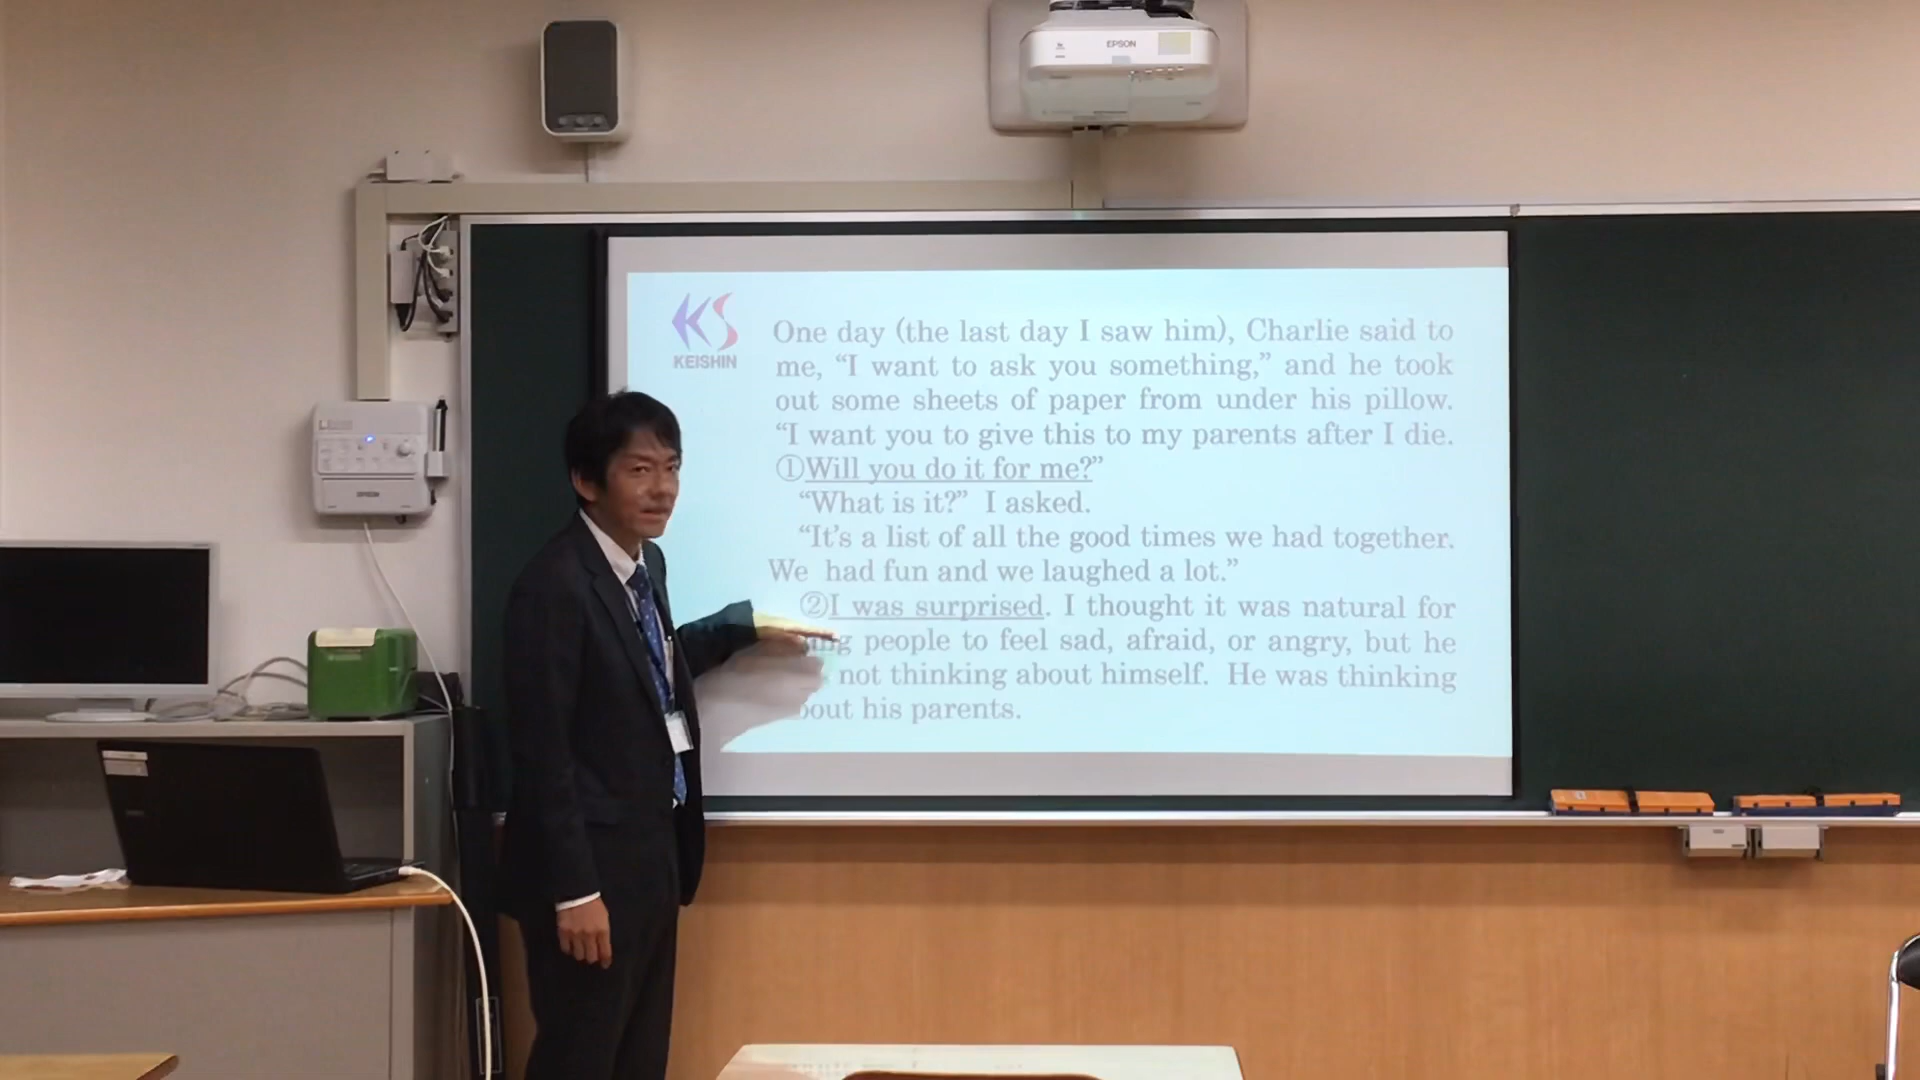 EPSON
KS
KEISHIN
One day (the last day I saw him), Charlie said to
me, “I want to ask you something,” and he took
out some sheets of paper from under his pillow.
“I want you to give this to my parents after I die.
①Will you do it for me?”
“What is it?” I asked.
“It’s a list of all the good times we had together.
We had fun and we laughed a lot.”
②I was surprised. I thought it was natural for
people to feel sad, afraid, or angry, but he
not thinking about himself. He was thinking
his parents.
EPSON